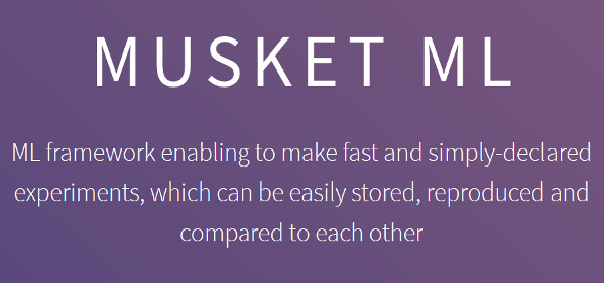 MUSKET ML
ML framework enabling to make fast and simply-declared
experiments, which can be easily stored, reproduced and
compared to each other